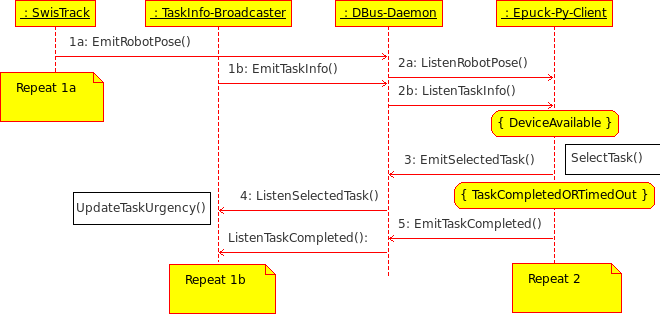 : SwisTrack
: TaskInfo-Broadcaster
: DBus-Daemon
: Epuck-Py-Client
1a: EmitRobotPose()
2a: ListenRobotPose()
1b: EmitTaskInfo()
Repeat 1a
2b: ListenTaskInfo()
{ DeviceAvailable }
3: EmitSelectedTask()
SelectTask()
4: ListenSelectedTask()
{ TaskCompletedORTimedOut }
UpdateTaskUrgency()
5: EmitTaskCompleted()
ListenTaskCompleted():
Repeat 1b
Repeat 2